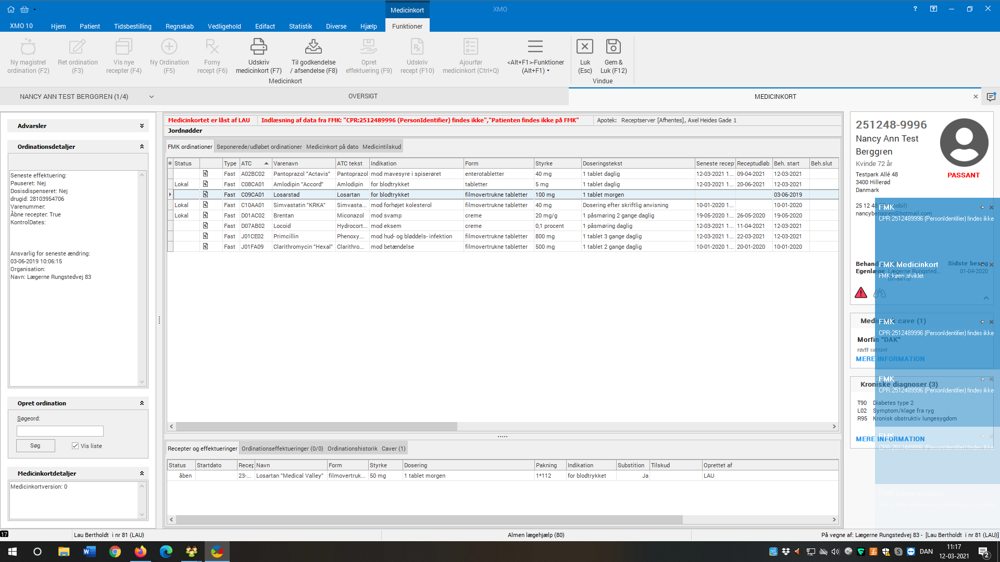 Medicinkort
XMO
XMO 10 Hjem Patient Tidsbestilling Regnskab Vedligehold Edifact Statistik Diverse Hjælp Funktioner
Ny magistrel ordination (F2)
Ret ordination (F3)
Vis nye recepter (F4)
Ny Ordination (F5)
Forny recept (F6)
Udskriv medicinkort (F7)
Til godkendelse / afsendelse (F8)
Opret effektuering (F9)
Udskriv recept (F10)
Ajourfør medicinkort (Ctrl+Q)
<Alt+F1>-Funktioner (Alt+F1)
Luk (Esc)
Gem & Luk (F12)
Medicinkort
Vindue
NANCY ANN TEST BERGGREN (1/4)
OVERSIGT
MEDICINKORT
Advarsler
Ordinationsdetaljer
Seneste effektuering:
Pauseret: Nej
Dosisdispenseret: Nej
drugid: 28103954706
Varenummer:
Åbne recepter: True
KontrolDates:
Ansvarlig for seneste ændring:
03-06-2019 10:06:15
Organisation:
Navn: Lægerne Rungstedvej 83
Opret ordination
Søgeord:
Søg
Vis liste
Medicinkortdetaljer
Medicinkortversion: 0
Medicinkortet er låst af LAU
Indlæsning af data fra FMK: "CPR:2512489996 (PersonIdentifier) findes ikke","Patienten findes ikke på FMK"
Apotek: Receptserver [Afhentes], Axel Heides Gade 1
Jordnødder
FMK ordinationer Seponerede/udløbet ordinationer Medicinkort på dato Medicintilskud
Status Type ATC Varenavn ATC tekst Indikation Form Styrke Doseringstekst Seneste recep Receptudløb Beh. start Beh.slut
Fast A02BC02 Pantoprazol "Actavis" Pantoprazol mod mavesyre i spiserøret enterotabletter 40 mg 1 tablet daglig 12-03-2021 1... 09-04-2021 12-03-2021
Lokal Fast C08CA01 Amlodipin "Accord" Amlodipin for blodtrykket tabletter 5 mg 1 tablet daglig 12-03-2021 1... 20-06-2021 12-03-2021
Fast C09CA01 Losarstad Losartan for blodtrykket filmovertrukne tabletter 100 mg 1 tablet morgen 03-06-2019
Lokal Fast C10AA01 Simvastatin "KRKA" Simvasta... mod forhøjet kolesterol filmovertrukne tabletter 40 mg Dosering efter skriftlig anvisning 10-01-2020 1... 10-01-2020
Lokal Fast D01AC02 Brentan Miconazol mod svamp creme 20 mg/g 1 påsmøring 2 gange daglig 19-05-2020 1... 26-05-2020 19-05-2020
Fast D07AB02 Locoid Hydrocort... mod eksem creme 0,1 procent 1 påsmøring daglig 12-03-2021 1... 11-04-2021 12-03-2021
Fast J01CE02 Primcillin Phenoxy... mod hud- og bløddels- infektion filmovertrukne tabletter 800 mg 1 tablet 3 gange daglig 12-03-2021 1... 22-03-2021 12-03-2021
Fast J01FA09 Clarithromycin "Hexal" Clarithro... mod betændelse filmovertrukne tabletter 500 mg 1 tablet 2 gange daglig 10-01-2020 1... 20-01-2020 10-01-2020
Recepter og effektueringer Ordinationseffektueringer (0/0) Ordinationshistorik Caver (1)
Status Startdato Recep Navn Form Styrke Dosering Pakning Indikation Substition Tilskud Oprettet af
åben 23-... Losartan "Medical Valley" filmovertruk... 50 mg 1 tablet morgen 1*112 for blodtrykket Ja LAU
251248-9996
Nancy Ann Test
Berggren
Kvinde 72 år
PASSANT
Testpark Allé 48
3400 Hillerød
Danmark
25 12 48
nancyberggren@hotmail.com
FMK
CPR:2512489996 (PersonIdentifier) findes ikke
Sidste besøg
Egenlæge Lægerne Rungsted... 01-04-2020
FMK Medicinkort
FMK køen afviklet
cave (1)
FMK
CPR:2512489996 (PersonIdentifier) findes ikke
Morfin "DAK"
rødt udslet
MERE INFORMATION
FMK
Kroniske diagnoser (3)
CPR:2512489996 (PersonIdentifier) findes ikke
T90 Diabetes type 2
L02 Symptom/klage fra ryg
R95 Kronisk obstruktiv lungesygdom
FMK
MERE INFORMATION
CPR:2512489996 (PersonIdentifier) findes ikke
17
Lau Bertholdt i nr 81 (LAU)
Almen lægehjælp (80)
På vegne af: Lægerne Rungstedvej 83 - [Lau Bertholdt i nr 81 (LAU)]
DAN
11:17
12-03-2021
2